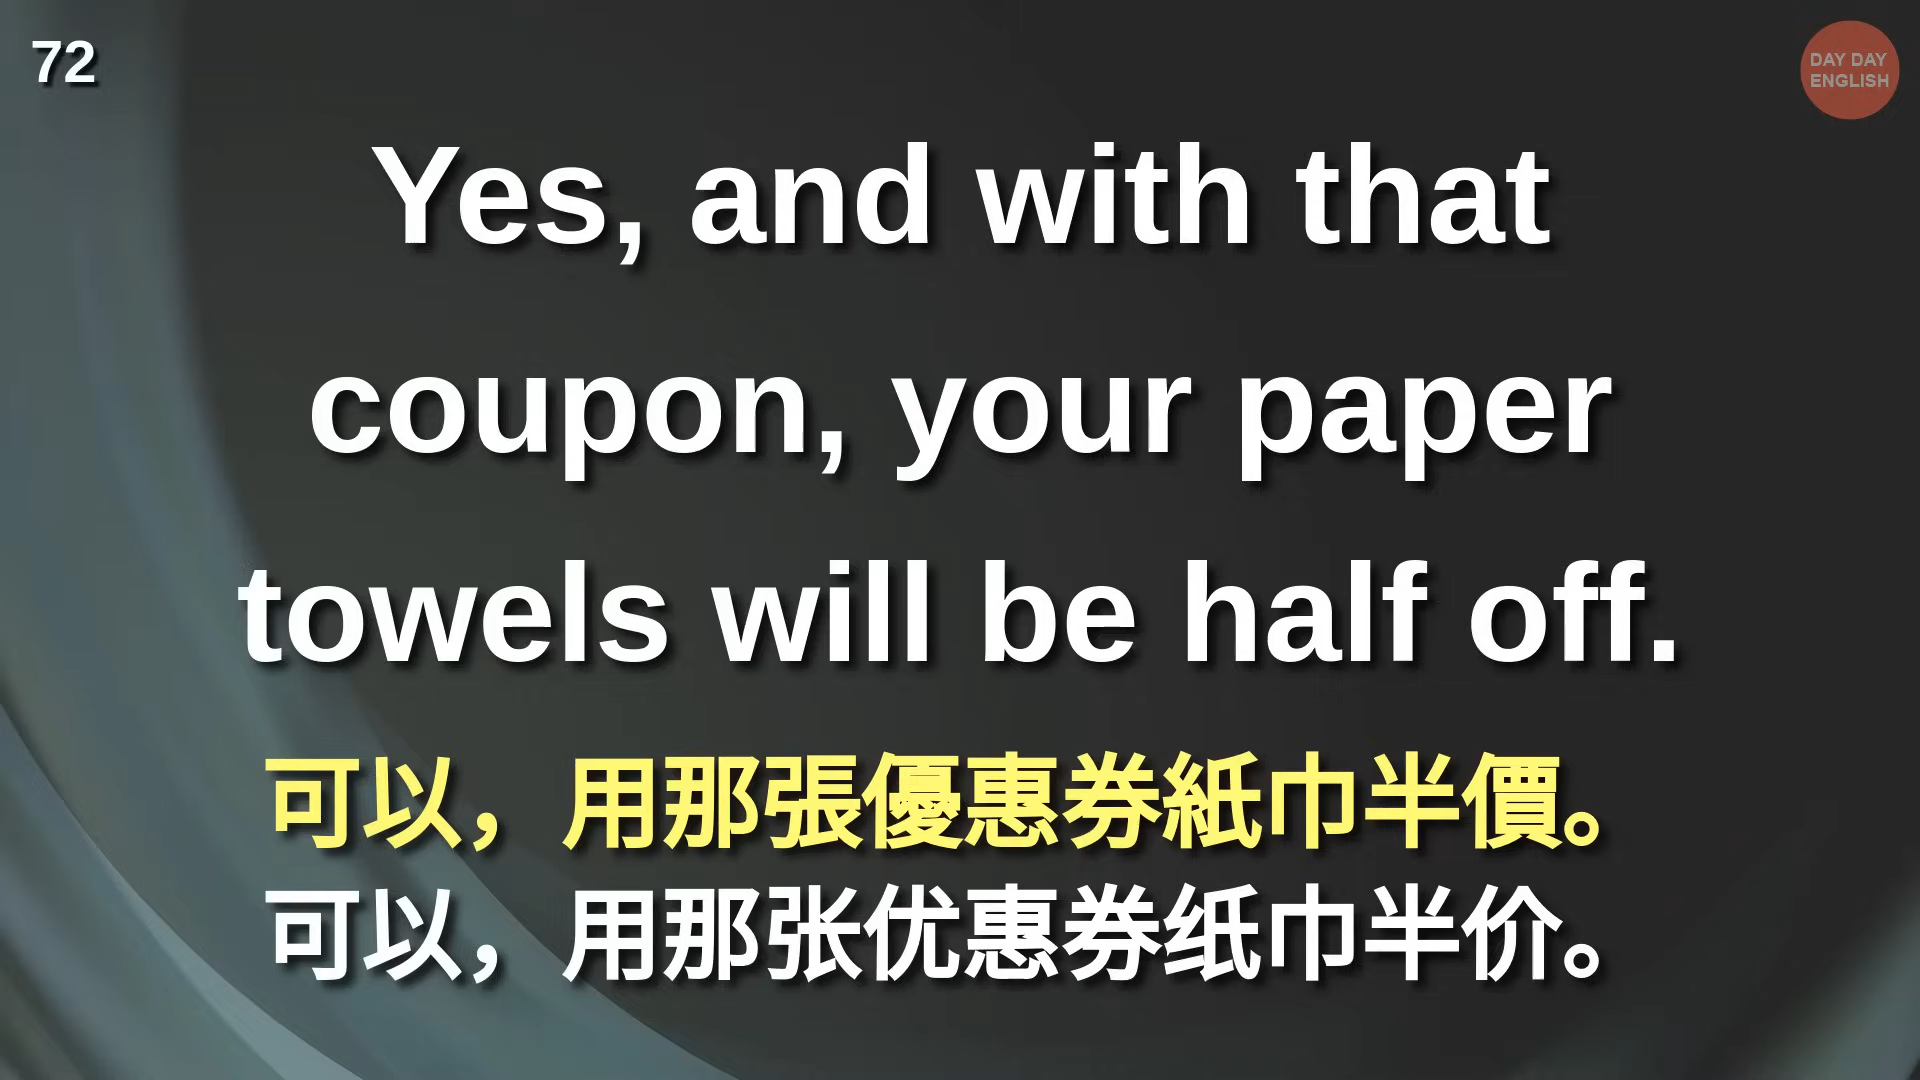 72
DAY DAY
ENGLISH
Yes, and with that
coupon, your paper
towels will be half off.
可以，用那張優惠券紙巾半價。
可以，用那张优惠券纸巾半价。